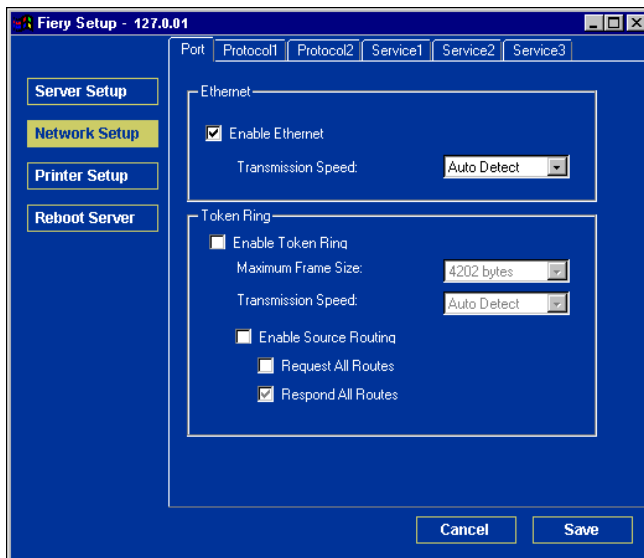 Fiery Setup - 127.0.01
Port Protocol1 Protocol2 Service1 Service2 Service3
Server Setup
Network Setup
Printer Setup
Reboot Server
Ethernet
Enable Ethernet
Transmission Speed: Auto Detect
Token Ring
Enable Token Ring
Maximum Frame Size: 4202 bytes
Transmission Speed: Auto Detect
Enable Source Routing
Request All Routes
Respond All Routes
Cancel Save